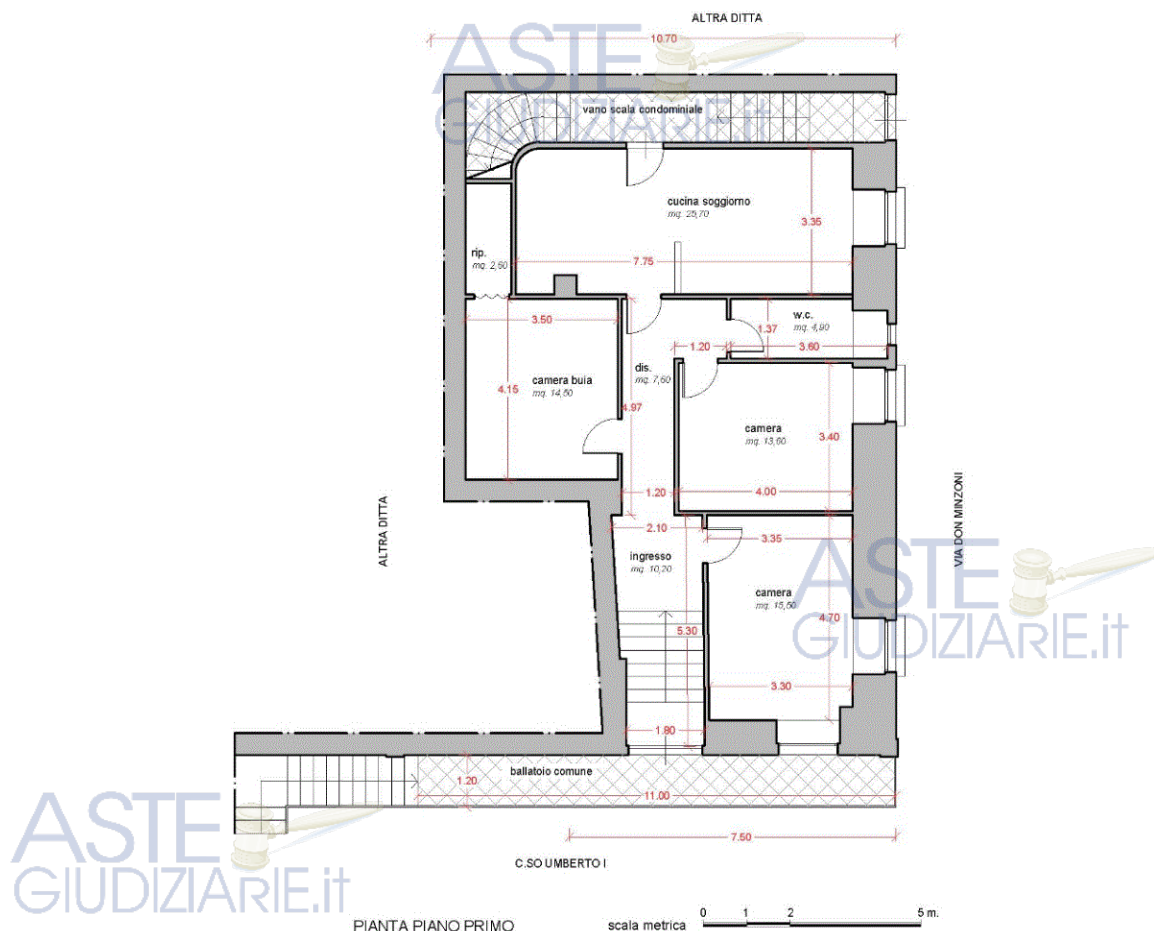 ALTRA DITTA
10.70
ASTE
GIUDIZIARIE.it
vano scala condominiale
cucina soggiorno
mq. 25,70
3.35
rip.
mq. 2,60
7.75
3.50
w.c.
mq. 4,90
1.37
3.60
1.20
dis.
mq. 7,60
camera buia
mq. 14,50
4.15
4.97
camera
mq. 13,60
3.40
4.00
1.20
2.10
3.35
ALTRA DITTA
VIA DON MINZONI
ingresso
mq. 10,20
camera
mq. 15,50
ASTE
GIUDIZIARIE.it
5.30
4.70
3.30
1.80
ballatoio comune
1.20
11.00
ASTE
GIUDIZIARIE.it
7.50
C.SO UMBERTO I
PIANTA PIANO PRIMO
scala metrica
0 1 2 5 m.